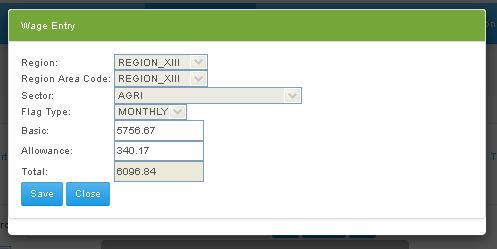 Wage Entry
Region: REGION_XIII
Region Area Code: REGION_XIII
Sector: AGRI
Flag Type: MONTHLY
Basic: 5756.67
Allowance: 340.17
Total: 6096.84
Save Close